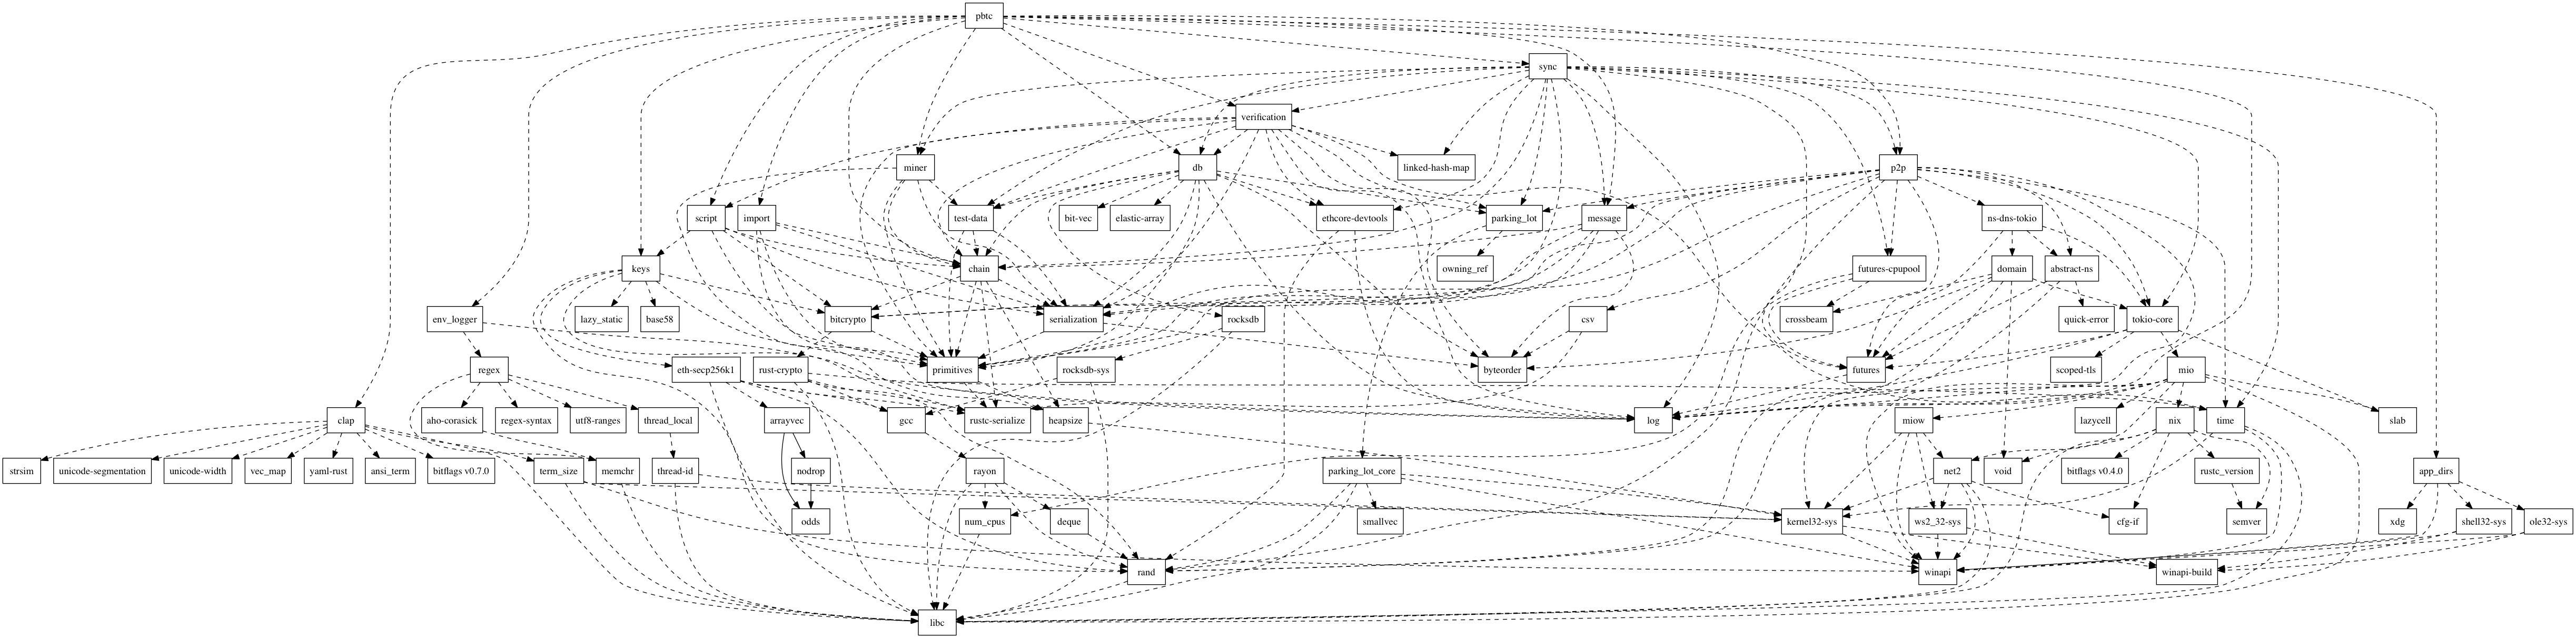 pbtc
sync
verification
miner
db
linked-hash-map
p2p
script
import
test-data
bit-vec
elastic-array
ethcore-devtools
parking_lot
message
ns-dns-tokio
keys
chain
owning_ref
futures-cpupool
domain
abstract-ns
env_logger
lazy_static
base58
bitcrypto
serialization
rocksdb
csv
crossbeam
quick-error
tokio-core
regex
eth-secp256k1
rust-crypto
primitives
rocksdb-sys
byteorder
futures
scoped-tls
mio
clap
aho-corasick
regex-syntax
utf8-ranges
thread_local
arrayvec
gcc
rustc-serialize
heapsize
log
miow
lazycell
nix
time
slab
strsim
unicode-segmentation
unicode-width
vec_map
yaml-rust
ansi_term
bitflags v0.7.0
term_size
memchr
thread-id
nodrop
rayon
parking_lot_core
net2
void
bitflags v0.4.0
rustc_version
app_dirs
odds
num_cpus
deque
smallvec
kernel32-sys
ws2_32-sys
cfg-if
semver
xdg
shell32-sys
ole32-sys
rand
winapi
winapi-build
libc